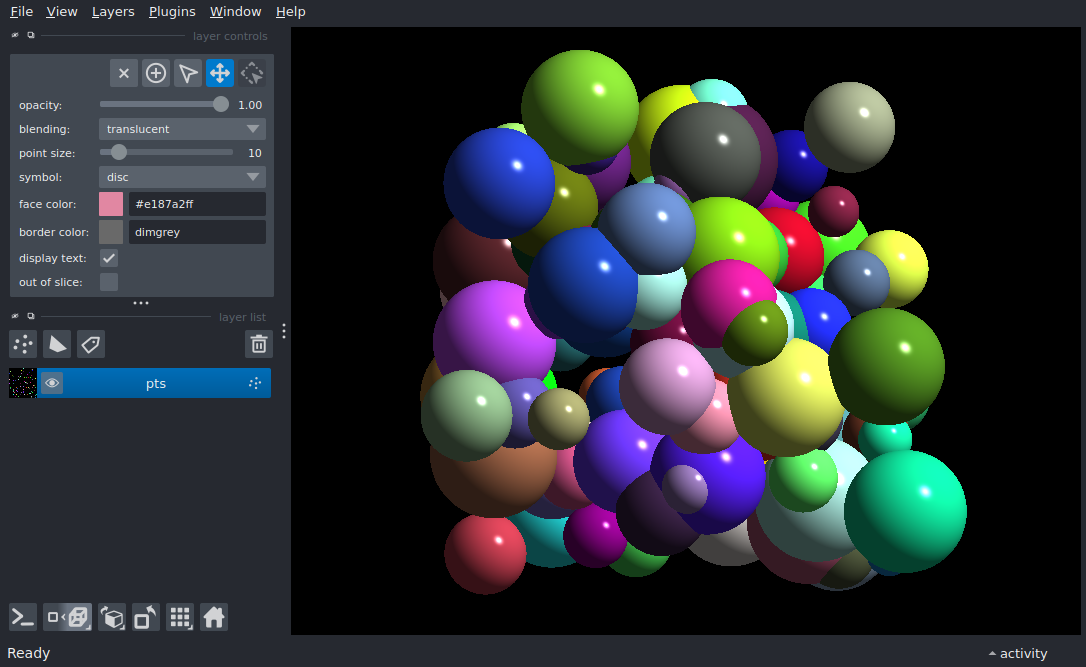 File View Layers Plugins Window Help
layer controls
opacity: 1.00
blending: translucent
point size: 10
symbol: disc
face color: #e187a2ff
border color: dimgrey
display text:
out of slice:
layer list
pts
Ready
activity